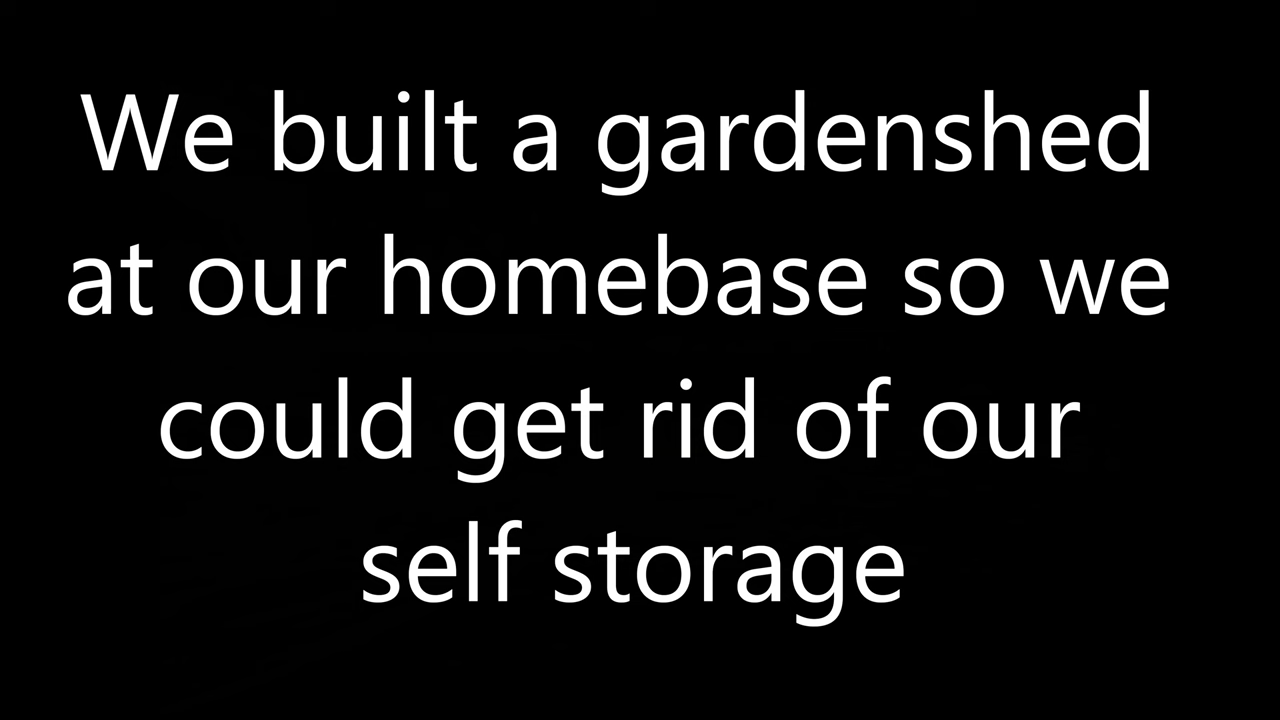 We built a gardenshed
at our homebase so we
could get rid of our
self storage